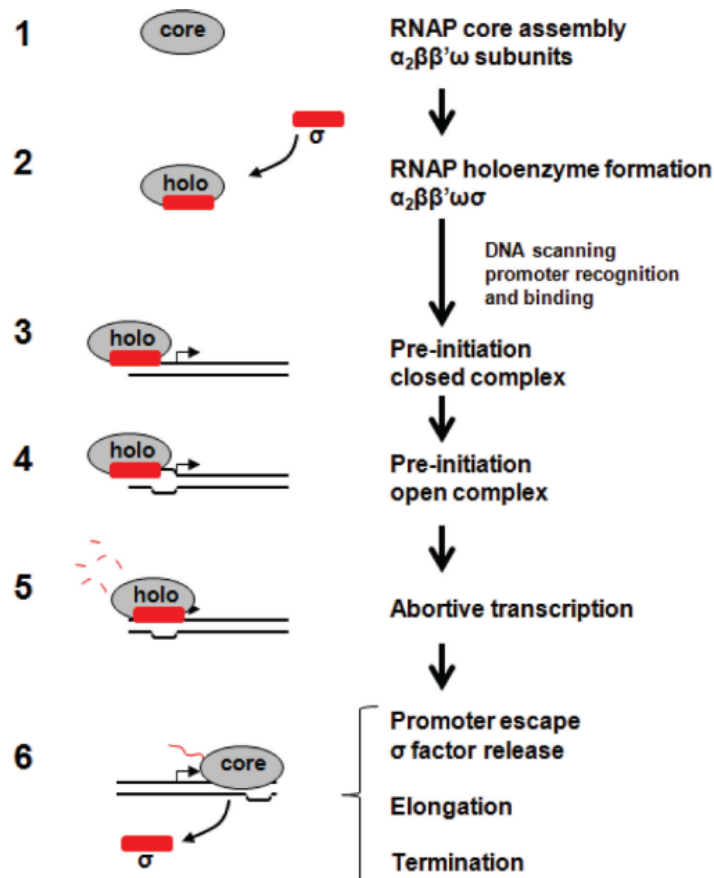 1
core
RNAP core assembly
α₂ββ'ω subunits
σ
2
holo
RNAP holoenzyme formation
α₂ββ'ωσ
DNA scanning
promoter recognition
and binding
3
holo
Pre-initiation
closed complex
4
holo
Pre-initiation
open complex
5
holo
Abortive transcription
6
core
σ
Promoter escape
σ factor release
Elongation
Termination